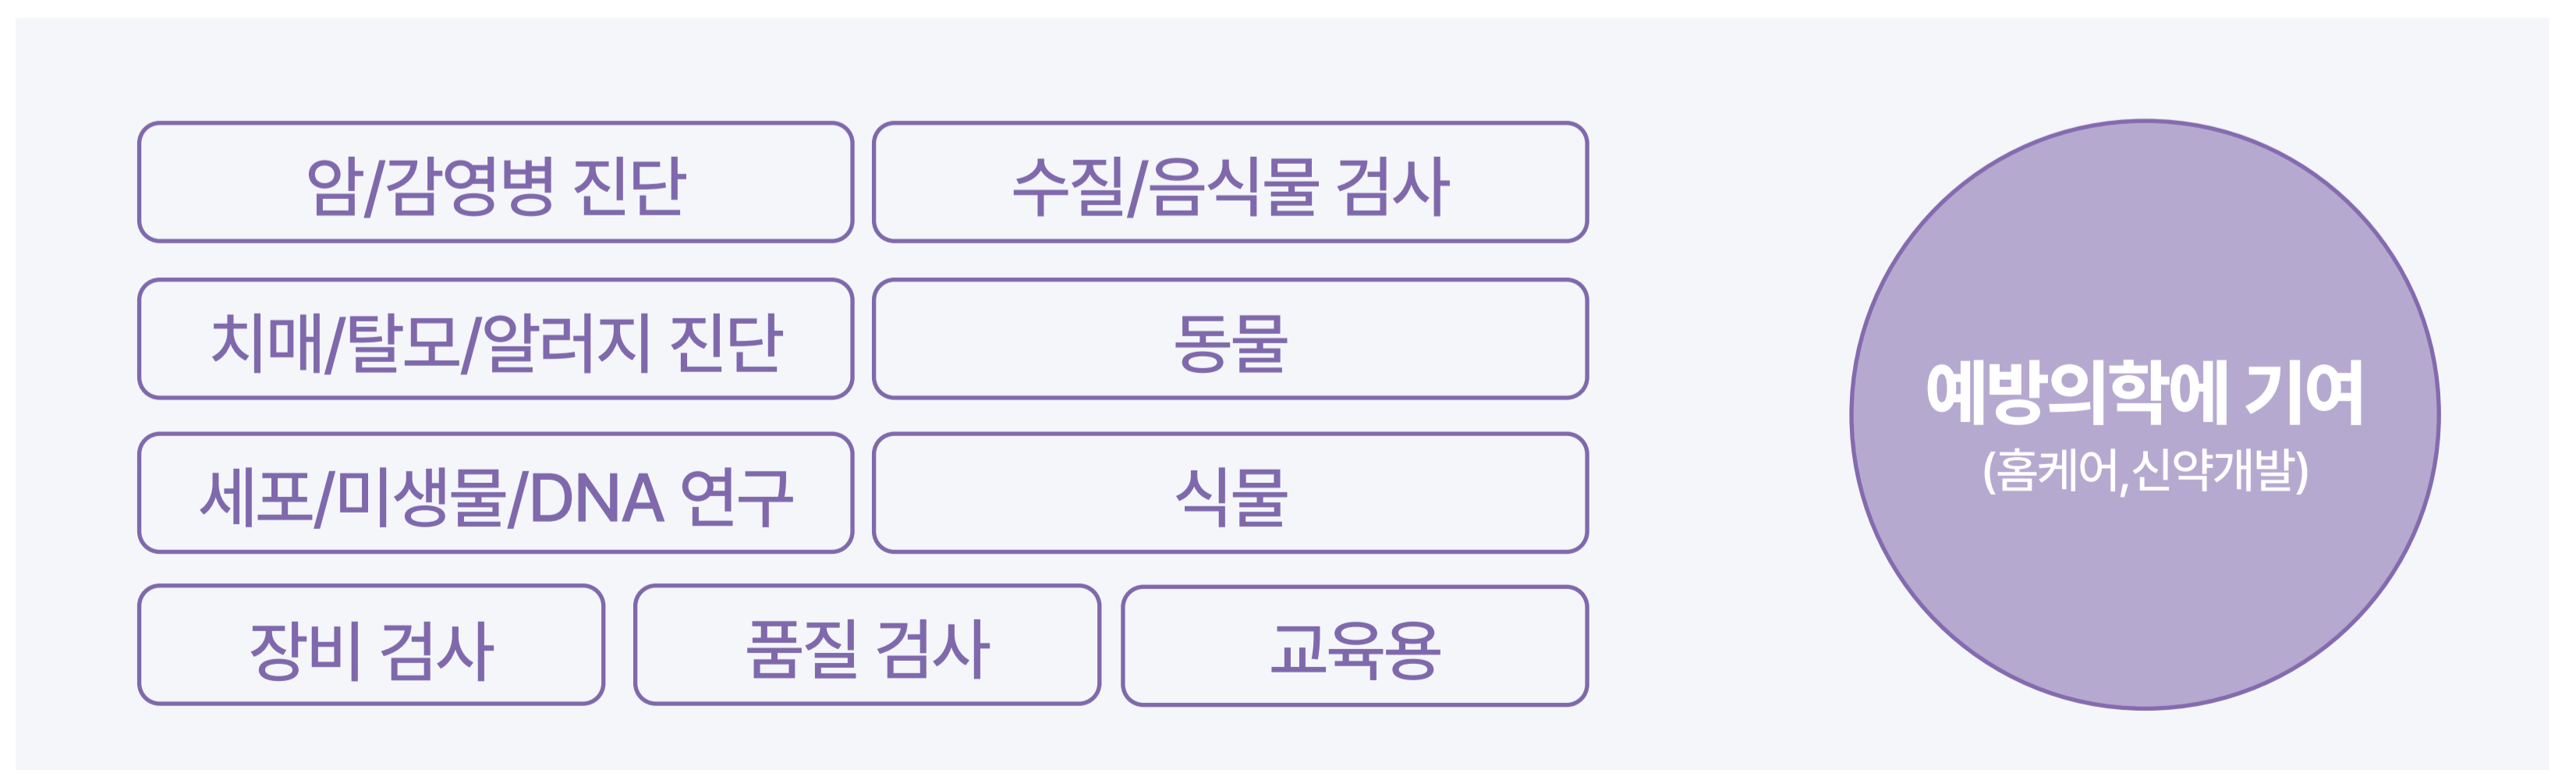 암/감영병 진단
수질/음식물 검사
치매/탈모/알러지 진단
동물
세포/미생물/DNA 연구
식물
장비 검사
품질 검사
교육용
예방의학에 기여
(홈케어,신약개발)